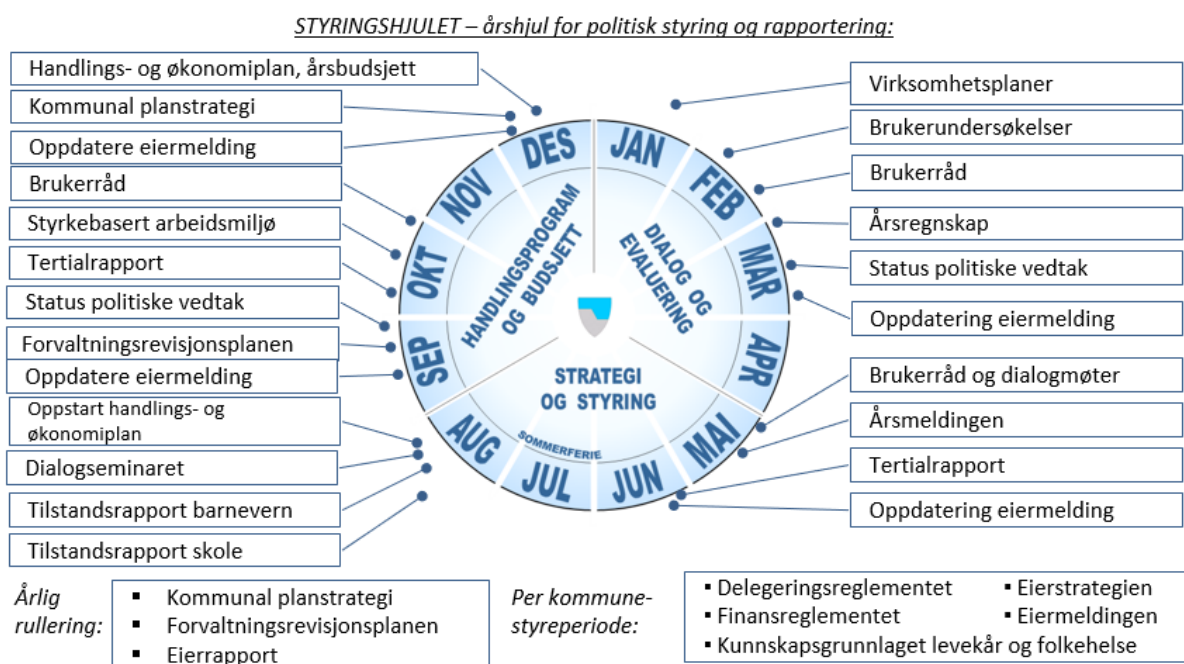 STYRINGSHJULET – årshjul for politisk styring og rapportering:
Handlings- og økonomiplan, årsbudsjett
Kommunal planstrategi
Oppdatere eiermelding
Brukerråd
Styrkebasert arbeidsmiljø
Tertialrapport
Status politiske vedtak
Forvaltningsrevisjonsplanen
Oppdatere eiermelding
Oppstart handlings- og
økonomiplan
Dialogseminaret
Tilstandsrapport barnevern
Tilstandsrapport skole
JAN
FEB
MAR
APR
MAI
JUN
JUL
AUG
SEP
OKT
NOV
DES
HANDLINGSPROGRAM
OG BUDSJETT
DIALOG OG
EVALUERING
STRATEGI
OG STYRING
SOMMERFERIE
Virksomhetsplaner
Brukerundersøkelser
Brukerråd
Årsregnskap
Status politiske vedtak
Oppdatering eiermelding
Brukerråd og dialogmøter
Årsmeldingen
Tertialrapport
Oppdatering eiermelding
Årlig
rullering:
▪ Kommunal planstrategi
▪ Forvaltningsrevisjonsplanen
▪ Eierrapport
Per kommune-
styreperiode:
▪ Delegeringsreglementet ▪ Eierstrategien
▪ Finansreglementet ▪ Eiermeldingen
▪ Kunnskapsgrunnlaget levekår og folkehelse